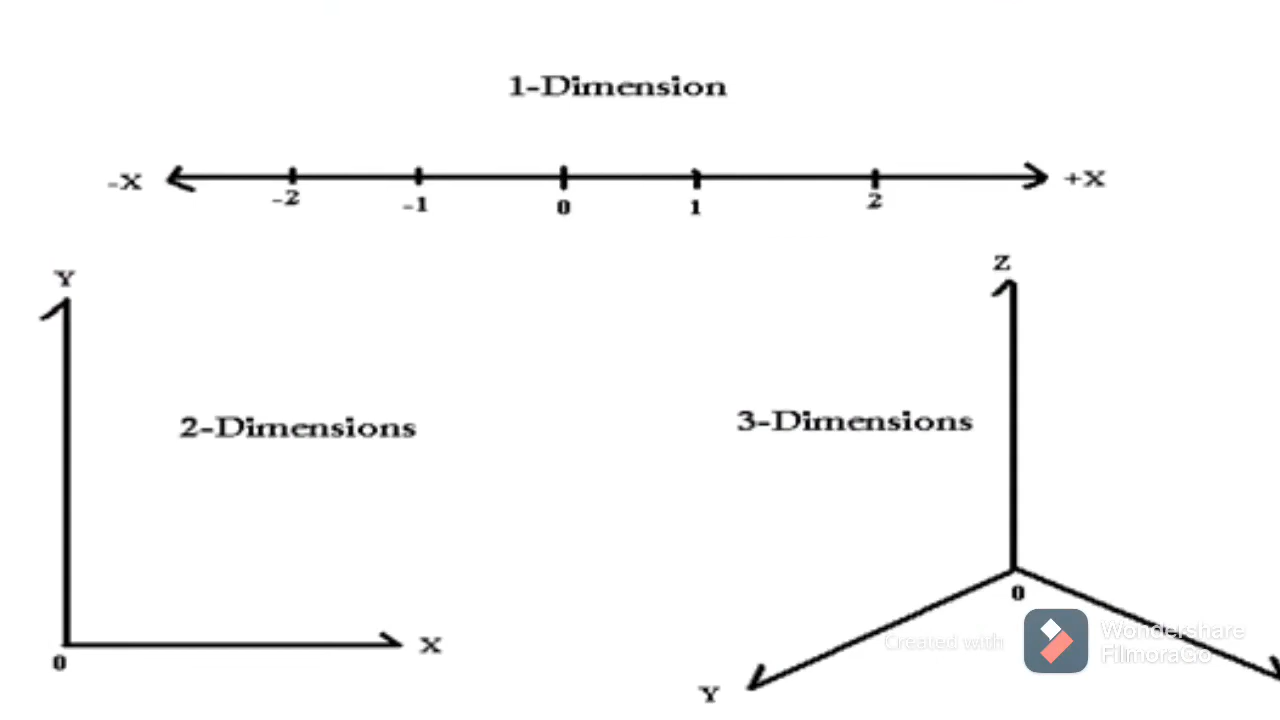 1-Dimension
-X
+X
-2
-1
0
1
2
Y
2-Dimensions
X
0
Z
3-Dimensions
0
Y
Created with
Wondershare
FilmoraGo